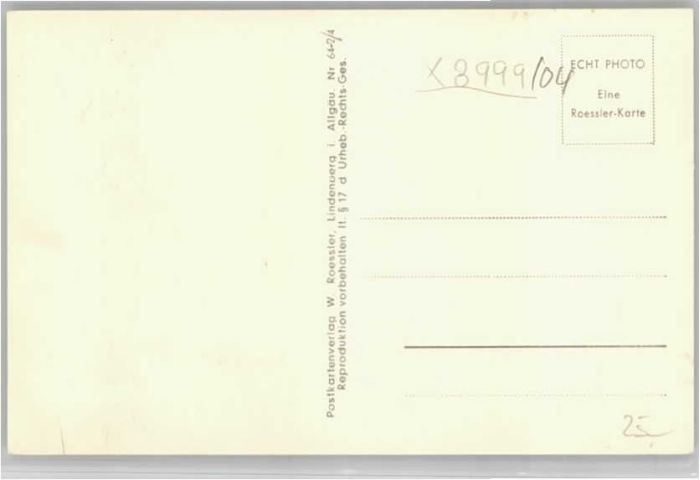 Postkartenverlag W. Roessler, Lindenberg i. Allgäu. Nr 64-2/4
Reproduktion vorbehalten lt. § 17 d Urheb.-Rechts-Ges.
X 8999/04
ECHT PHOTO
Eine
Roessler-Karte
25,-